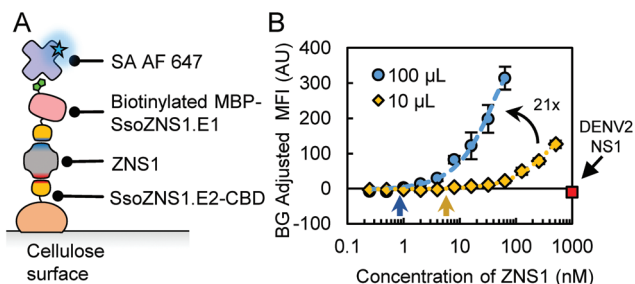 A
SA AF 647
Biotinylated MBP-
SsoZNS1.E1
ZNS1
SsoZNS1.E2-CBD
Cellulose
surface
B
BG Adjusted MFI (AU)
400
300
200
100
0
-100
100 µL
10 µL
21x
DENV2
NS1
0.1
1
10
100
1000
Concentration of ZNS1 (nM)